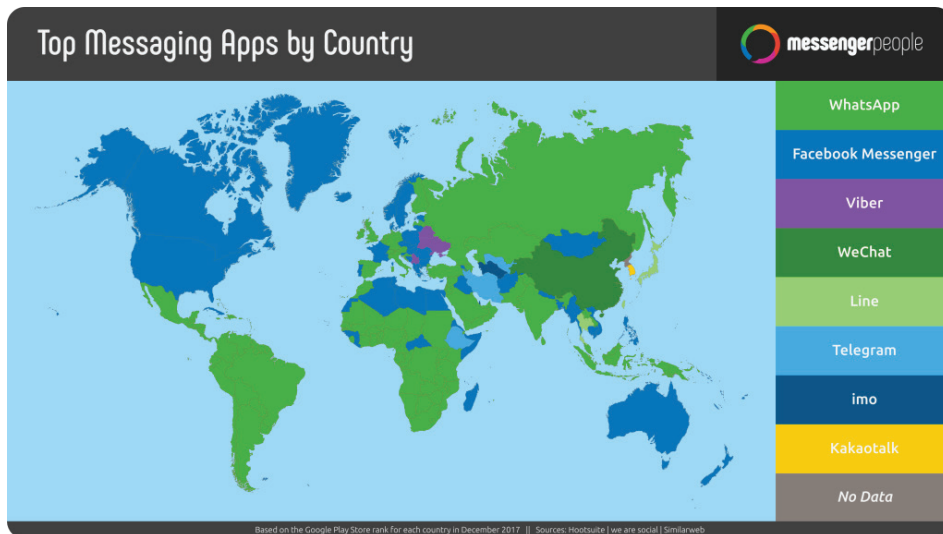 Top Messaging Apps by Country
messengerpeople
WhatsApp
Facebook Messenger
Viber
WeChat
Line
Telegram
imo
Kakaotalk
No Data
Based on the Google Play Store rank for each country in December 2017 || Sources: Hootsuite | we are social | Similarweb